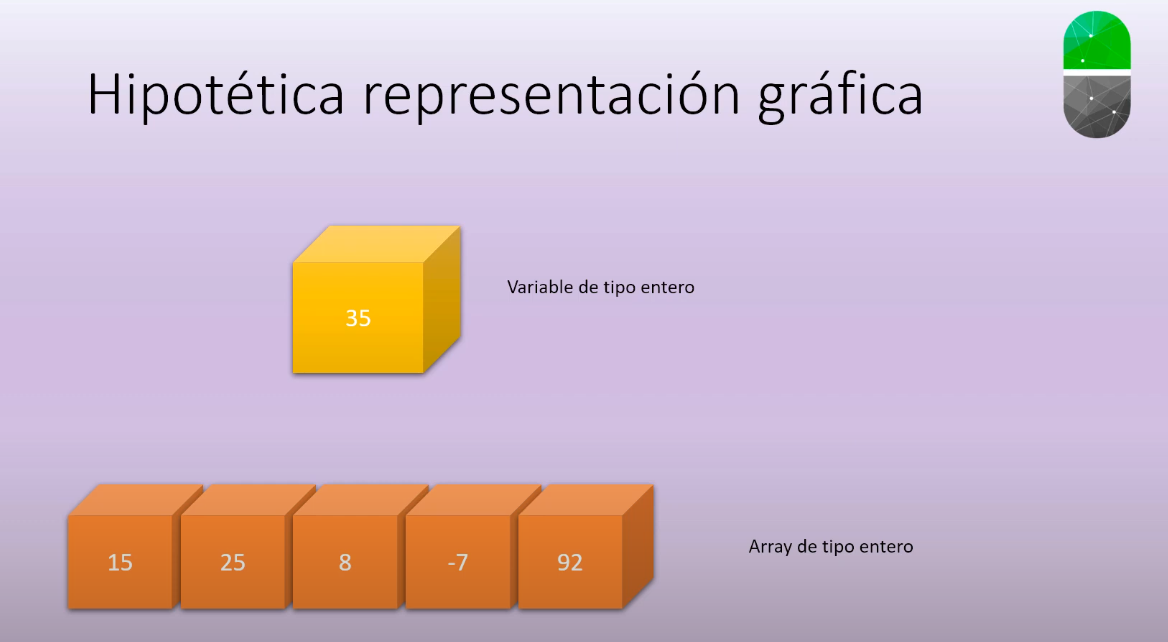 Hipotética representación gráfica
35
Variable de tipo entero
15 25 8 -7 92
Array de tipo entero